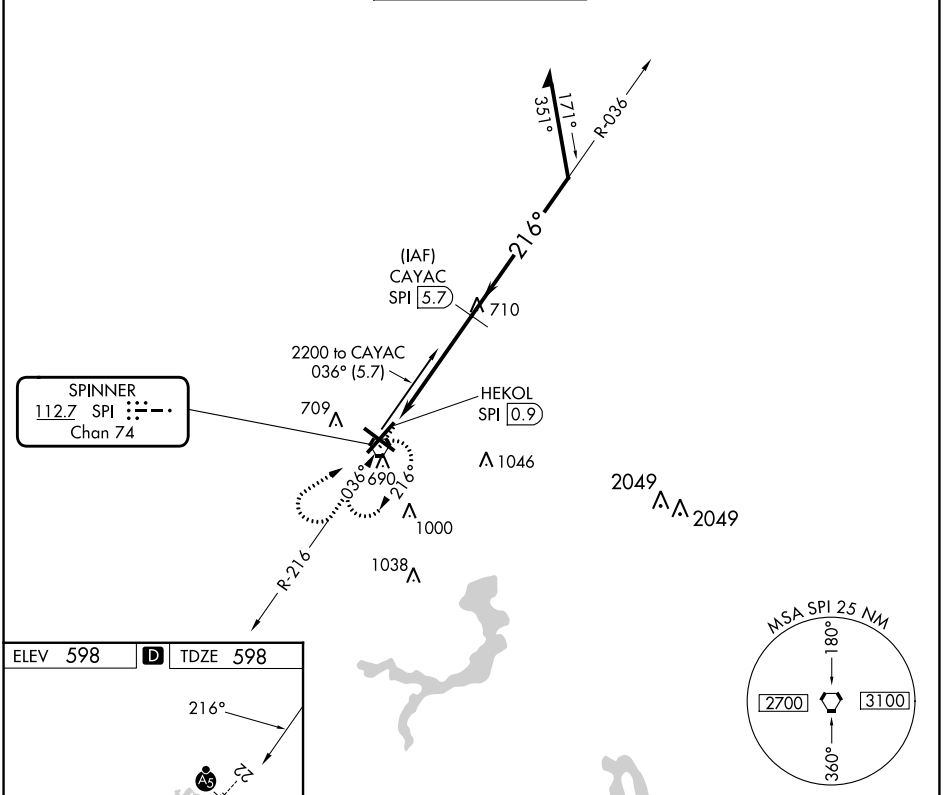 351°
171°
R-036
216°
(IAF)
CAYAC
SPI 5.7
710
2200 to CAYAC
036° (5.7)
SPINNER
112.7 SPI
Chan 74
709
HEKOL
SPI 0.9
1046
690
036°
216°
2049
2049
1000
1038
R-216
MSA SPI 25 NM
180°
2700
3100
360°
ELEV 598 D TDZE 598
216°
22
A5